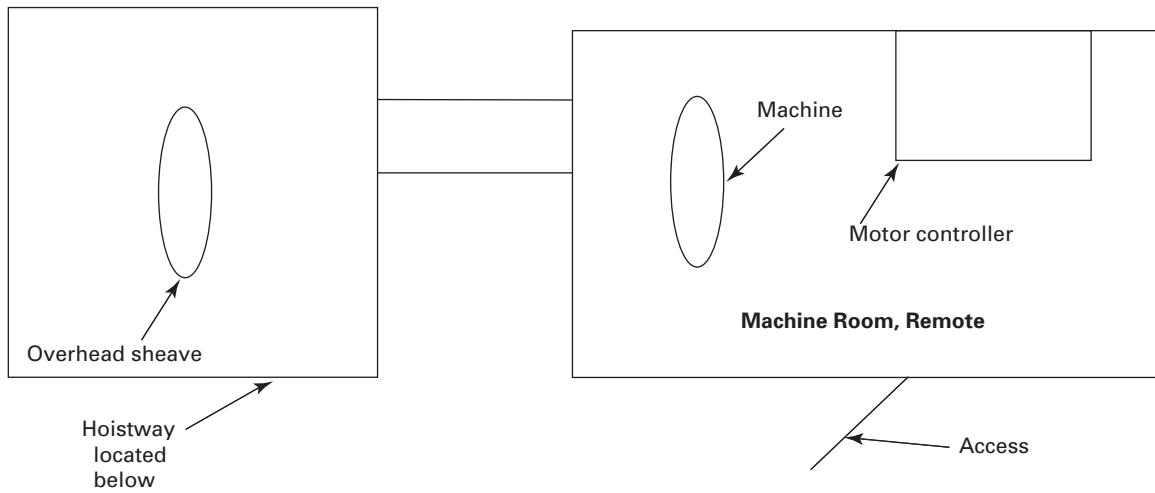 Machine
Motor controller
Machine Room, Remote
Overhead sheave
Hoistway
located
below
Access